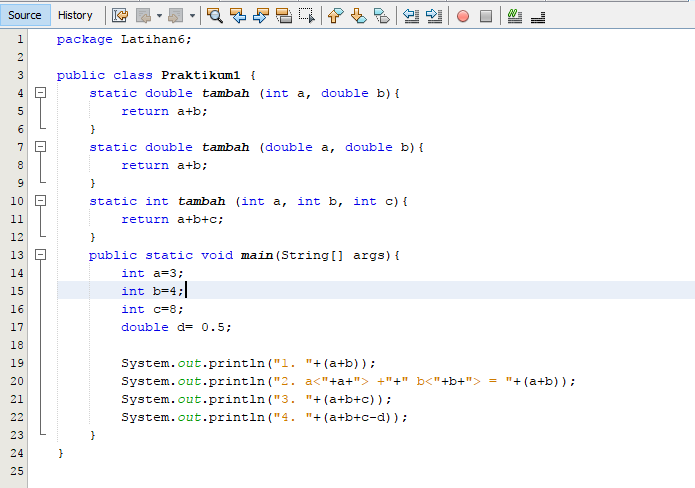 Source History
1 package Latihan6;
2
3 public class Praktikum1 {
4 static double tambah (int a, double b){
5 return a+b;
6 }
7 static double tambah (double a, double b){
8 return a+b;
9 }
10 static int tambah (int a, int b, int c){
11 return a+b+c;
12 }
13 public static void main(String[] args){
14 int a=3;
15 int b=4;
16 int c=8;
17 double d= 0.5;
18
19 System.out.println("1. "+(a+b));
20 System.out.println("2. a<"+a+"> +"+" b<"+b+"> = "+(a+b));
21 System.out.println("3. "+(a+b+c));
22 System.out.println("4. "+(a+b+c-d));
23 }
24 }
25